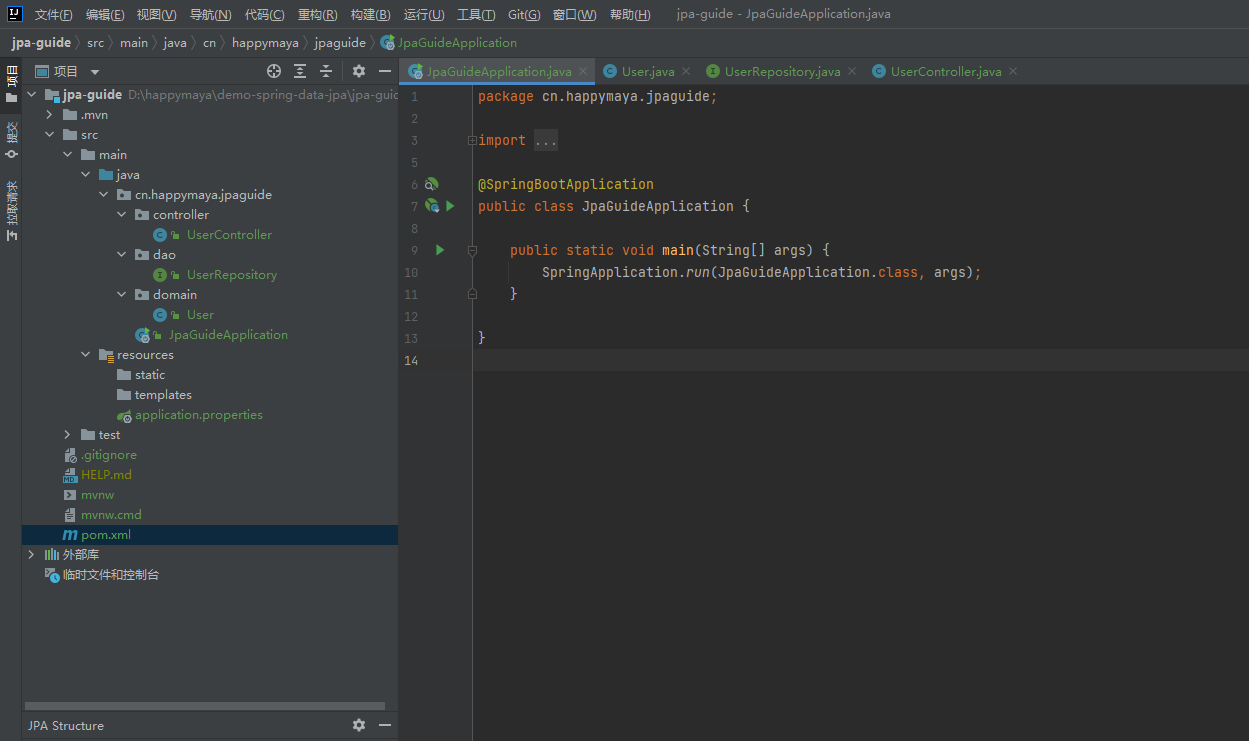 文件(F) 编辑(E) 视图(V) 导航(N) 代码(C) 重构(R) 构建(B) 运行(U) 工具(T) Git(G) 窗口(W) 帮助(H) jpa-guide - JpaGuideApplication.java
jpa-guide src main java cn happymaya jpaguide JpaGuideApplication
项目
提交
拉取请求
项目
jpa-guide D:\happymaya\demo-spring-data-jpa\jpa-guid
.mvn
src
main
java
cn.happymaya.jpaguide
controller
UserController
dao
UserRepository
domain
User
JpaGuideApplication
resources
static
templates
application.properties
test
.gitignore
HELP.md
mvnw
mvnw.cmd
pom.xml
外部库
临时文件和控制台
JPA Structure
JpaGuideApplication.java User.java UserRepository.java UserController.java
1 package cn.happymaya.jpaguide;
2
3 import ...
5
6 @SpringBootApplication
7 public class JpaGuideApplication {
8
9 public static void main(String[] args) {
10 SpringApplication.run(JpaGuideApplication.class, args);
11 }
12
13 }
14